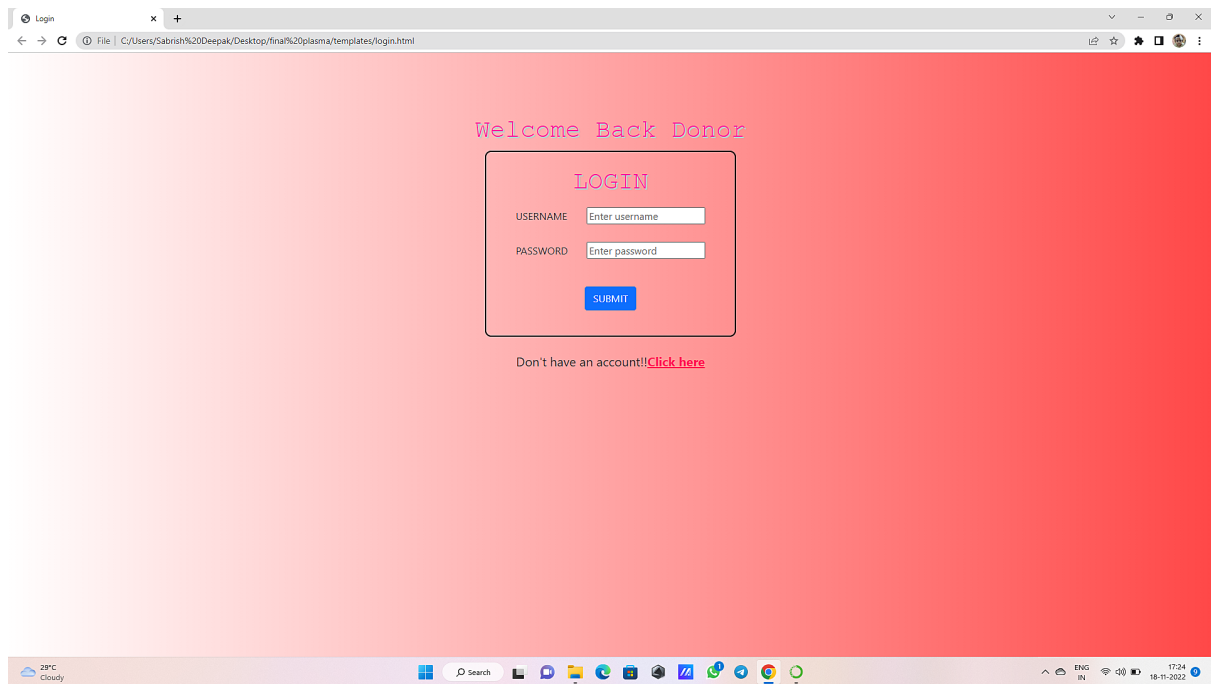 Login
File
C:/Users/Sabrish%20Deepak/Desktop/final%20plasma/templates/login.html
Welcome Back Donor
LOGIN
USERNAME Enter username
PASSWORD Enter password
SUBMIT
Don't have an account!!Click here
29°C
Cloudy
Search
1
ENG
IN
17:24
18-11-2022
9